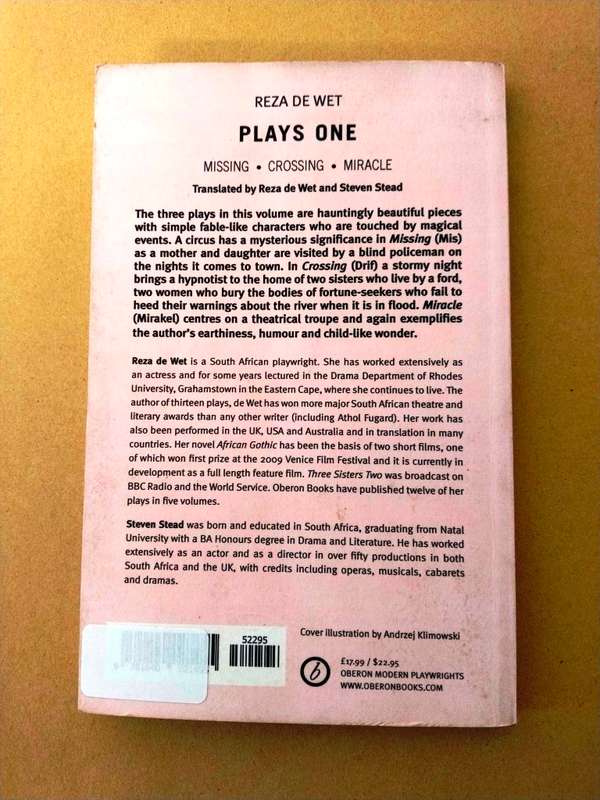 REZA DE WET
PLAYS ONE
MISSING • CROSSING • MIRACLE
Translated by Reza de Wet and Steven Stead
The three plays in this volume are hauntingly beautiful pieces
with simple fable-like characters who are touched by magical
events. A circus has a mysterious significance in Missing (Mis)
as a mother and daughter are visited by a blind policeman on
the nights it comes to town. In Crossing (Drif) a stormy night
brings a hypnotist to the home of two sisters who live by a ford,
two women who bury the bodies of fortune-seekers who fail to
heed their warnings about the river when it is in flood. Miracle
(Mirakel) centres on a theatrical troupe and again exemplifies
the author's earthiness, humour and child-like wonder.
Reza de Wet is a South African playwright. She has worked extensively as
an actress and for some years lectured in the Drama Department of Rhodes
University, Grahamstown in the Eastern Cape, where she continues to live. The
author of thirteen plays, de Wet has won more major South African theatre and
literary awards than any other writer (including Athol Fugard). Her work has
also been performed in the UK, USA and Australia and in translation in many
countries. Her novel African Gothic has been the basis of two short films, one
of which won first prize at the 2009 Venice Film Festival and it is currently in
development as a full length feature film. Three Sisters Two was broadcast on
BBC Radio and the World Service. Oberon Books have published twelve of her
plays in five volumes.
Steven Stead was born and educated in South Africa, graduating from Natal
University with a BA Honours degree in Drama and Literature. He has worked
extensively as an actor and as a director in over fifty productions in both
South Africa and the UK, with credits including operas, musicals, cabarets
and dramas.
52295
Cover illustration by Andrzej Klimowski
b
£17.99 / $22.95
OBERON MODERN PLAYWRIGHTS
WWW.OBERONBOOKS.COM